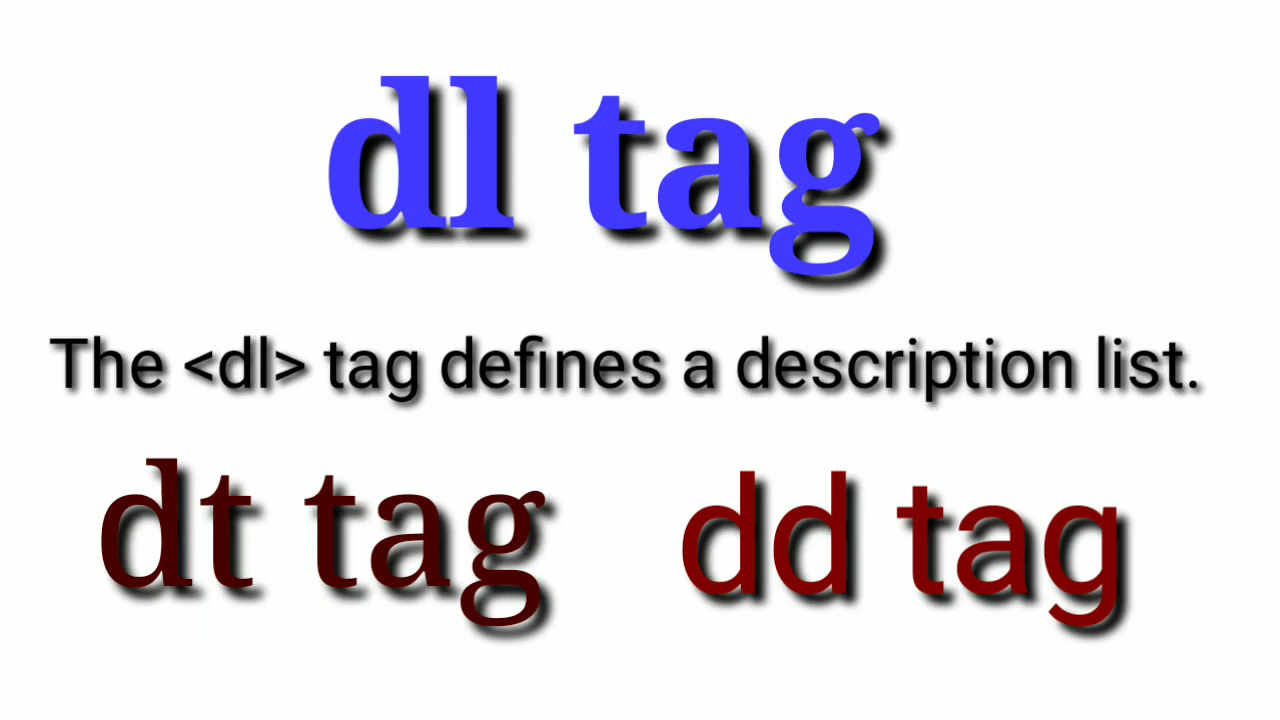 dl tag
The <dl> tag defines a description list.
dt tag dd tag